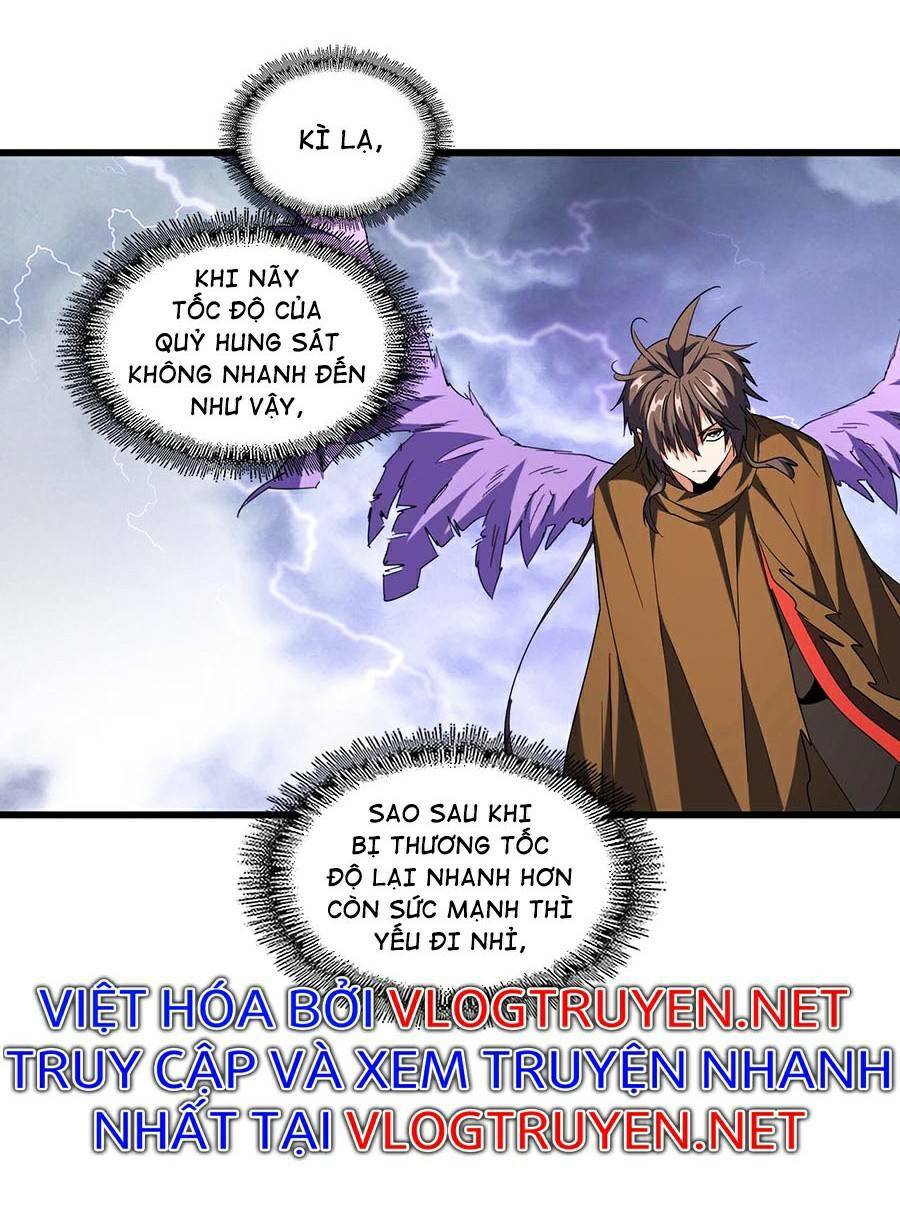 KÌ LẠ,
KHI NÃY
TỐC ĐỘ CỦA
QUỶ HUNG SÁT
KHÔNG NHANH ĐẾN
NHƯ VẬY,
SAO SAU KHI
BỊ THƯƠNG TỐC
ĐỘ LẠI NHANH HƠN
CÒN SỨC MẠNH THÌ
YẾU ĐI NHỈ,
VIỆT HÓA BỞI VLOGTRUYEN.NET
TRUY CẬP VÀ XEM TRUYỆN NHANH
NHẤT TẠI VLOGTRUYEN.NET